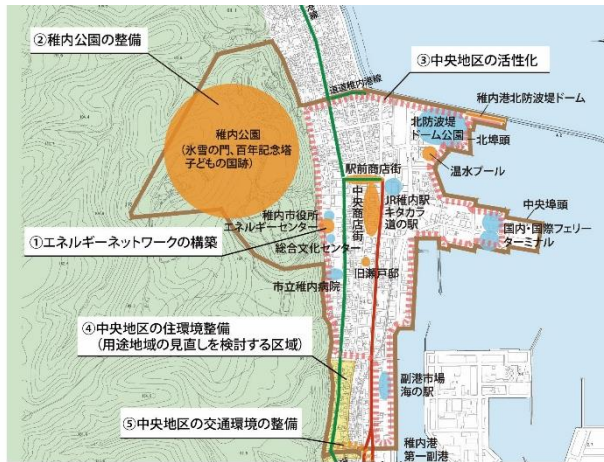 ②稚内公園の整備
③中央地区の活性化
道道稚内港線
稚内港北防波堤ドーム
北防波堤
ドーム公園
北埠頭
稚内公園
(氷雪の門、百年記念塔
子どもの国跡)
温水プール
駅前商店街
中央商店街
JR稚内駅
キタカラ
道の駅
中央埠頭
国内・国際フェリー
ターミナル
稚内市役所
エネルギーセンター
①エネルギーネットワークの構築
総合文化センター
旧瀬戸邸
市立稚内病院
④中央地区の住環境整備
(用途地域の見直しを検討する区域)
副港市場
海の駅
⑤中央地区の交通環境の整備
稚内港
第一副港